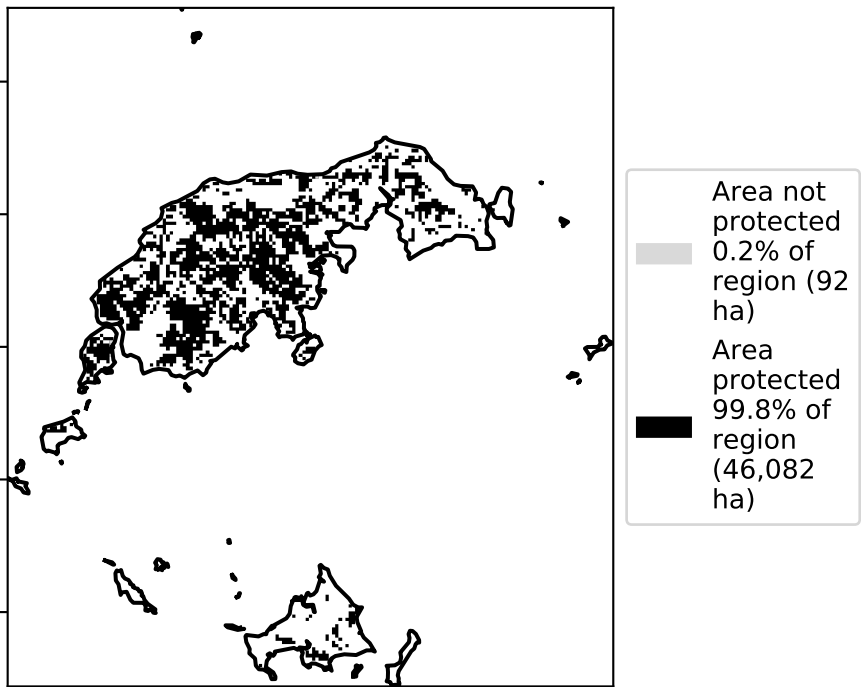 Area not
protected
0.2% of
region (92
ha)
Area
protected
99.8% of
region
(46,082
ha)